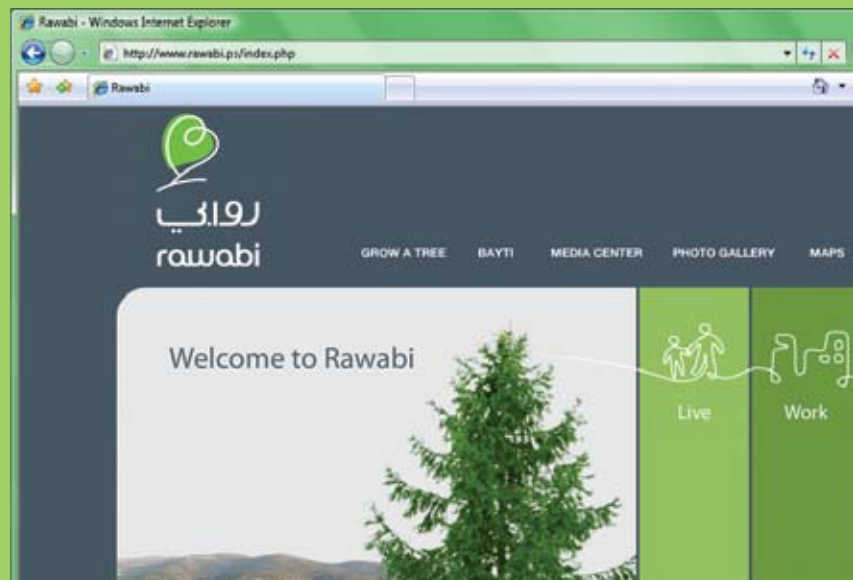 Rawabi - Windows Internet Explorer
http://www.rawabi.ps/index.php
Rawabi
روابي
rawabi
GROW A TREE BAYTI MEDIA CENTER PHOTO GALLERY MAPS
Welcome to Rawabi
Live Work